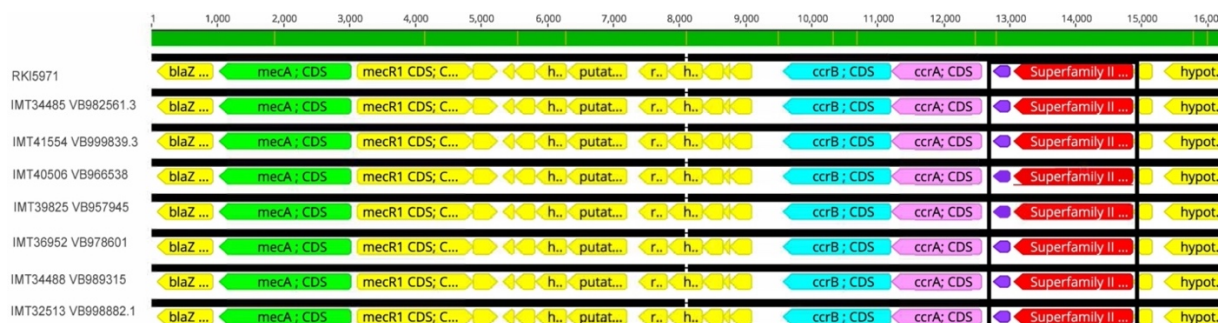 1 1,000 2,000 3,000 4,000 5,000 6,000 7,000 8,000 9,000 10,000 11,000 12,000 13,000 14,000 15,000 16,0
RKI5971 blaZ ... mecA ; CDS mecR1 CDS; C... h.. putat... r.. h.. ccrB ; CDS ccrA; CDS Superfamily II ... hypot.
IMT34485 VB982561.3 blaZ ... mecA ; CDS mecR1 CDS; C... h.. putat... r.. h.. ccrB ; CDS ccrA; CDS Superfamily II ... hypot.
IMT41554 VB999839.3 blaZ ... mecA ; CDS mecR1 CDS; C... h.. putat... r.. h.. ccrB ; CDS ccrA; CDS Superfamily II ... hypot.
IMT40506 VB966538 blaZ ... mecA ; CDS mecR1 CDS; C... h.. putat... r.. h.. ccrB ; CDS ccrA; CDS Superfamily II ... hypot.
IMT39825 VB957945 blaZ ... mecA ; CDS mecR1 CDS; C... h.. putat... r.. h.. ccrB ; CDS ccrA; CDS Superfamily II ... hypot.
IMT36952 VB978601 blaZ ... mecA ; CDS mecR1 CDS; C... h.. putat... r.. h.. ccrB ; CDS ccrA; CDS Superfamily II ... hypot.
IMT34488 VB989315 blaZ ... mecA ; CDS mecR1 CDS; C... h.. putat... r.. h.. ccrB ; CDS ccrA; CDS Superfamily II ... hypot.
IMT32513 VB998882.1 blaZ ... mecA ; CDS mecR1 CDS; C... h.. putat... r.. h.. ccrB ; CDS ccrA; CDS Superfamily II ... hypot.